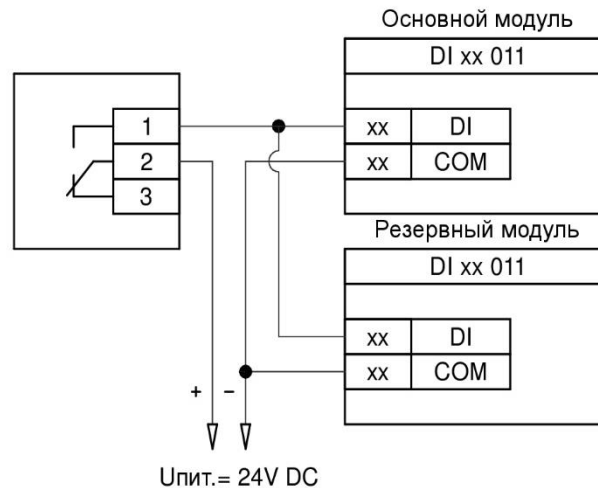 Основной модуль
DI xx 011
1
2
3
xx DI
xx COM
Резервный модуль
DI xx 011
xx DI
xx COM
+ −
Uпит.= 24V DC